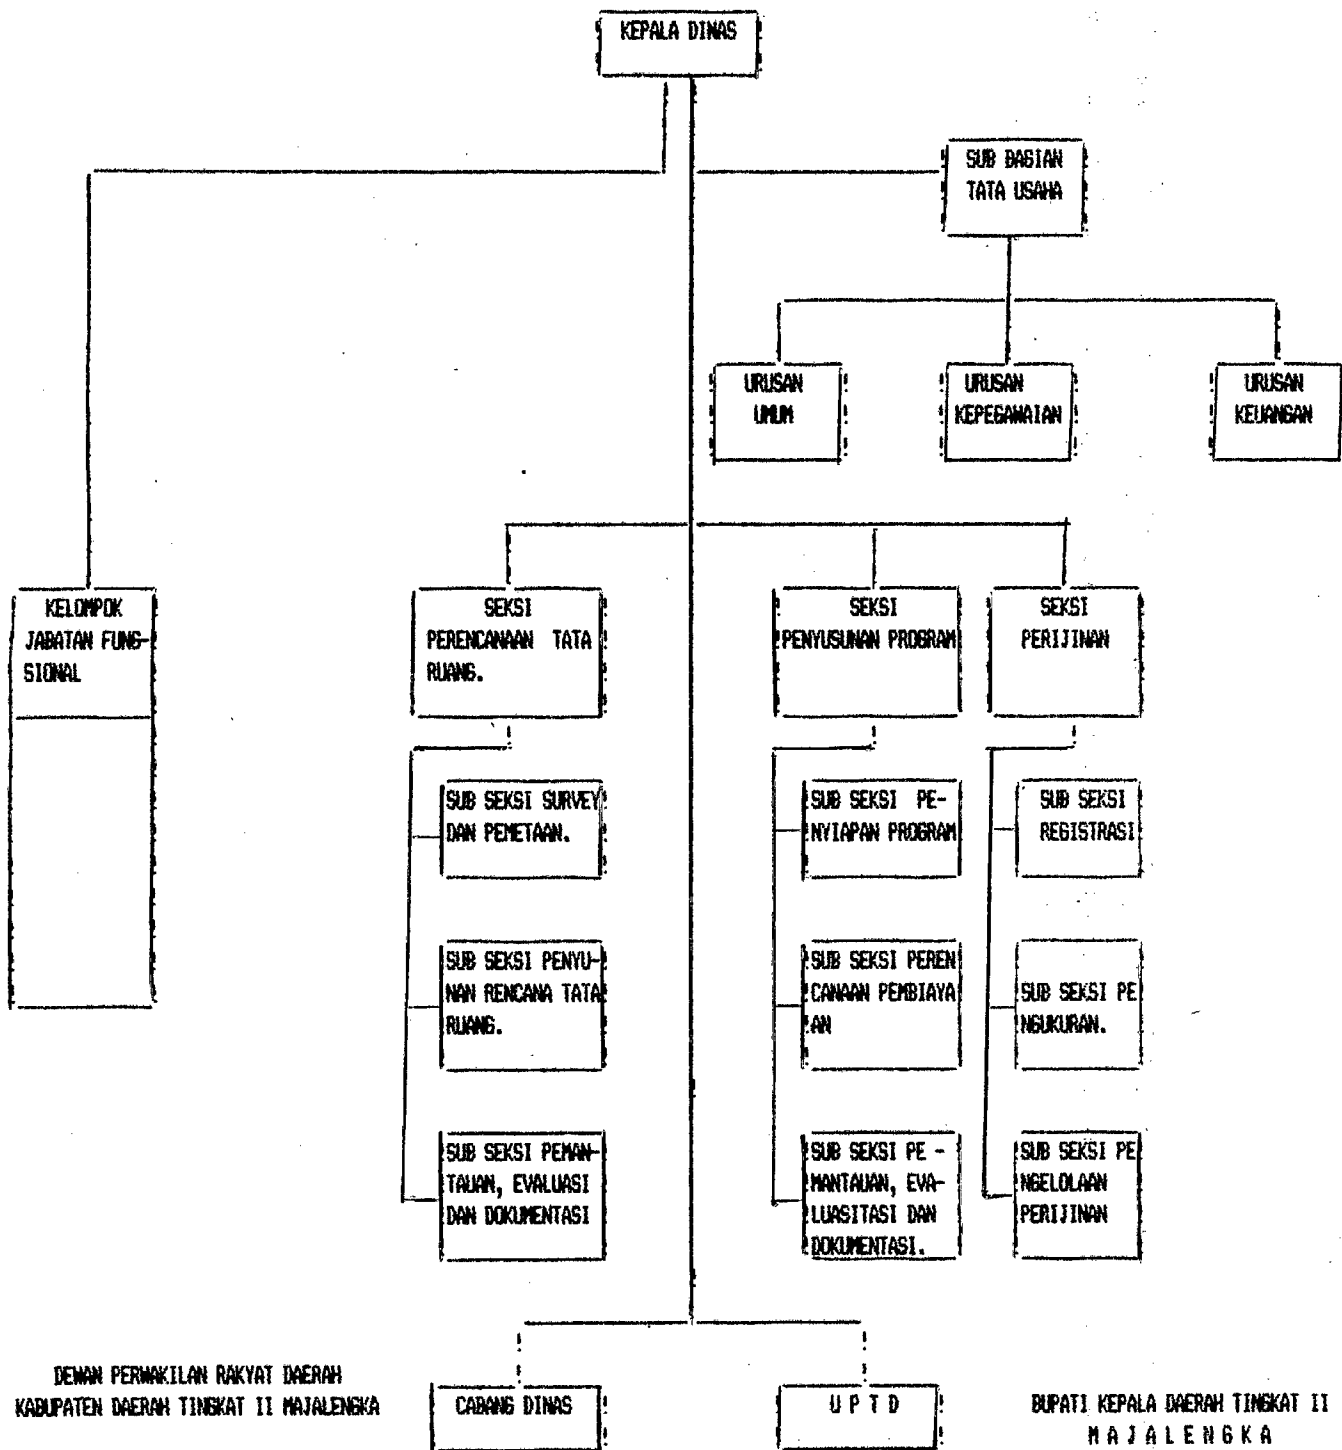 KEPALA DINAS
SUB BAGIAN
TATA USAHA
URUSAN
UMUM
URUSAN
KEPEGAWAIAN
URUSAN
KEUANGAN
KELOMPOK
JABATAN FUNG-
SIONAL
SEKSI
PERENCANAAN TATA
RUANG.
SEKSI
PENYUSUNAN PROGRAM
SEKSI
PERIJINAN
SUB SEKSI SURVEY
DAN PEMETAAN.
SUB SEKSI PE-
NYIAPAN PROGRAM
SUB SEKSI
REGISTRASI
SUB SEKSI PENYU-
NAN RENCANA TATA
RUANG.
SUB SEKSI PEREN
CANAAN PEMBIAYA
AN
SUB SEKSI PE
NGUKURAN.
SUB SEKSI PEMAN-
TAUAN, EVALUASI
DAN DOKUMENTASI
SUB SEKSI PE -
MANTAUAN, EVA-
LUASITASI DAN
DOKUMENTASI.
SUB SEKSI PE
NGELOLAAN
PERIJINAN
CABANG DINAS
U P T D
DEWAN PERWAKILAN RAKYAT DAERAH
KABUPATEN DAERAH TINGKAT II MAJALENGKA
BUPATI KEPALA DAERAH TINGKAT II
M A J A L E N G K A